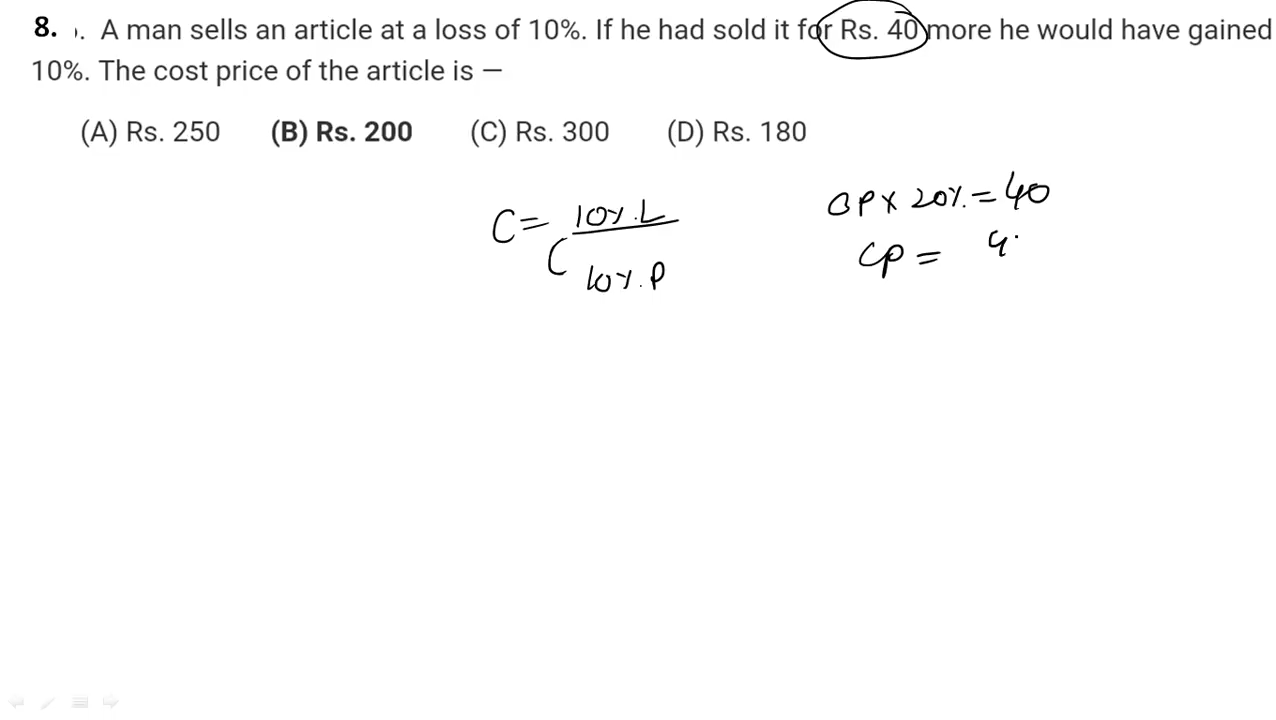 8. . A man sells an article at a loss of 10%. If he had sold it for Rs. 40 more he would have gained
10%. The cost price of the article is —
(A) Rs. 250 (B) Rs. 200 (C) Rs. 300 (D) Rs. 180
CP x 20% = 40
C = 10% L
CP =
10% P